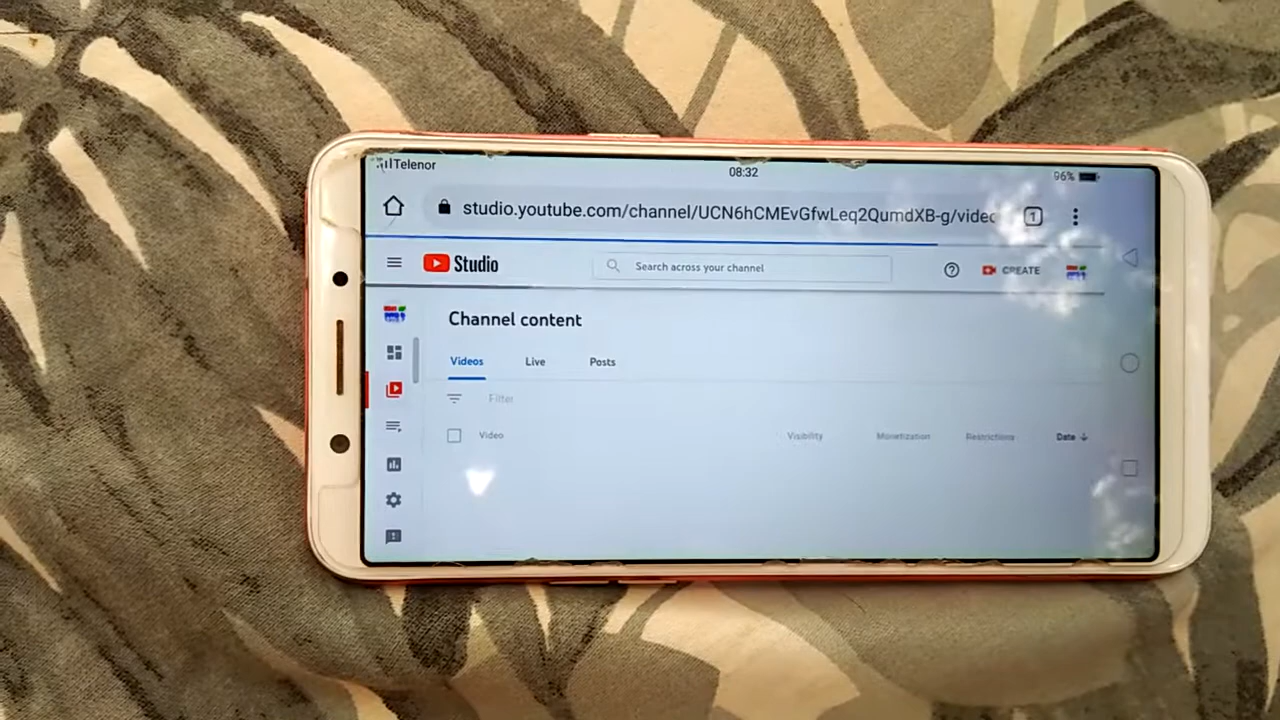 Telenor
08:32
96%
studio.youtube.com/channel/UCN6hCMEvGfwLeq2QumdXB-g/videc
1
Studio
Search across your channel
CREATE
Channel content
Videos Live Posts
Filter
Video Visibility Monetization Restrictions Date